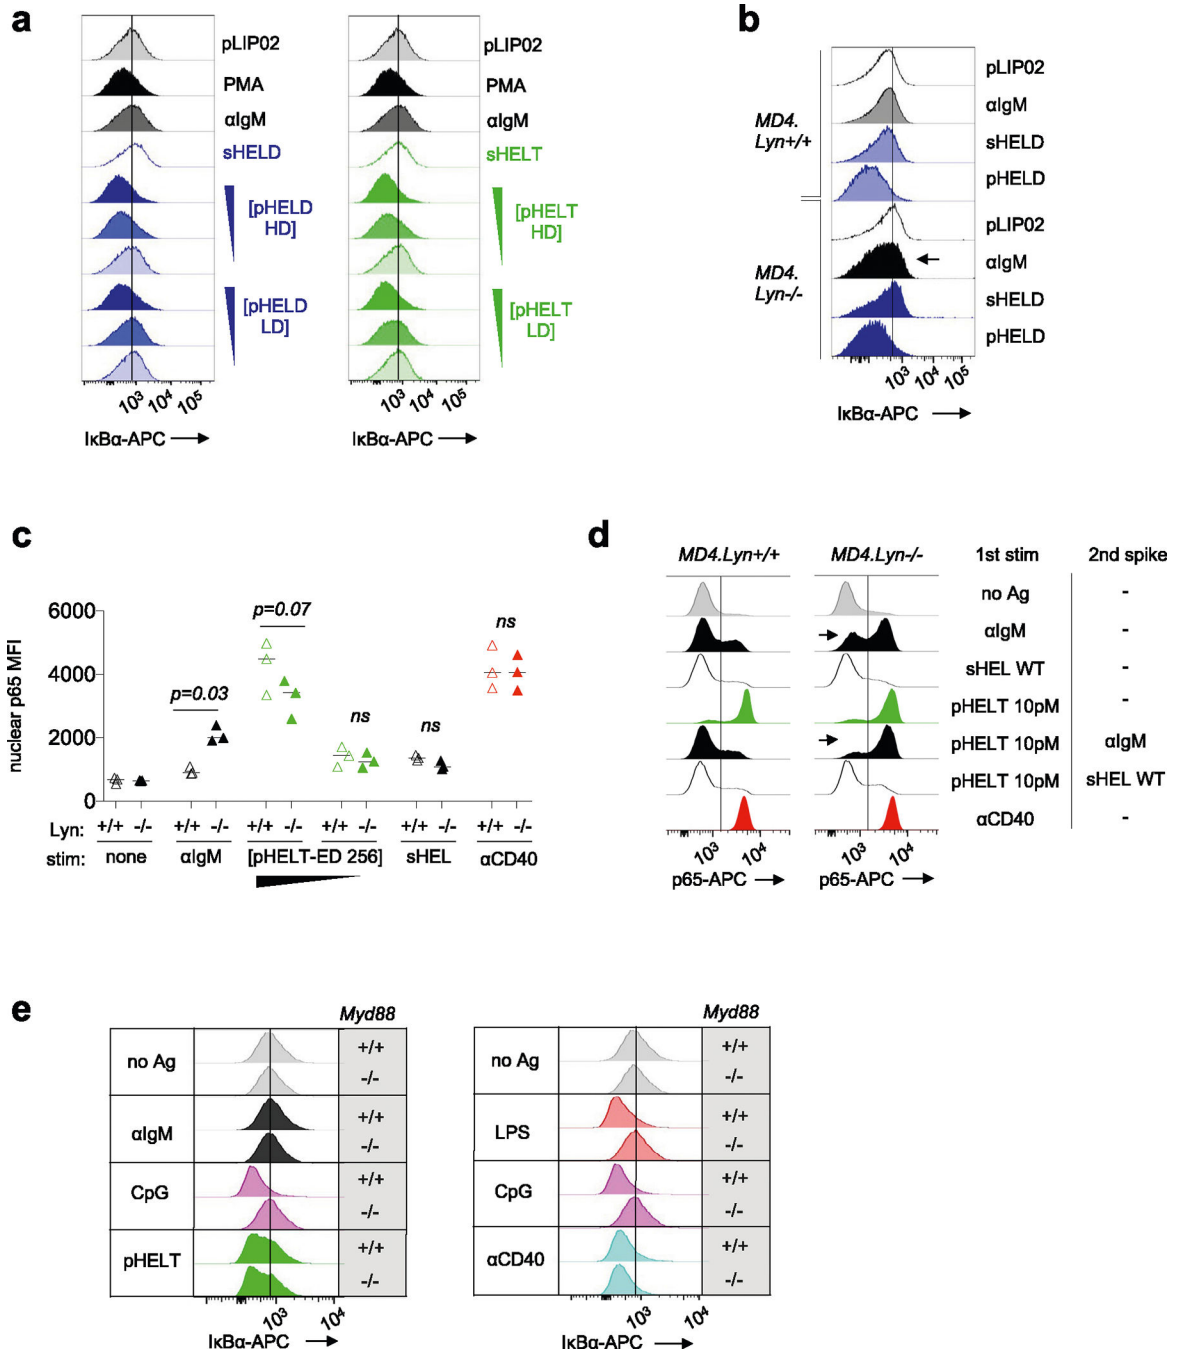 a
pLIP02
PMA
αIgM
sHELD
[pHELD
HD]
[pHELD
LD]
10³ 10⁴ 10⁵
IκBα-APC
pLIP02
PMA
αIgM
sHELT
[pHELT
HD]
[pHELT
LD]
10³ 10⁴ 10⁵
IκBα-APC
b
MD4.
Lyn+/+
pLIP02
αIgM
sHELD
pHELD
MD4.
Lyn-/-
pLIP02
αIgM
sHELD
pHELD
10³ 10⁴ 10⁵
IκBα-APC
c
nuclear p65 MFI
6000
4000
2000
0
p=0.03
p=0.07
ns
ns
ns
Lyn: +/+ -/- +/+ -/- +/+ -/- +/+ -/- +/+ -/- +/+ -/-
stim: none αIgM [pHELT-ED 256] sHEL αCD40
d
MD4.Lyn+/+ MD4.Lyn-/- 1st stim 2nd spike
no Ag -
αIgM -
sHEL WT -
pHELT 10pM -
pHELT 10pM αIgM
pHELT 10pM sHEL WT
αCD40 -
10³ 10⁴ 10³ 10⁴
p65-APC p65-APC
e
Myd88
no Ag +/+
-/-
αIgM +/+
-/-
CpG +/+
-/-
pHELT +/+
-/-
10³ 10⁴
IκBα-APC
Myd88
no Ag +/+
-/-
LPS +/+
-/-
CpG +/+
-/-
αCD40 +/+
-/-
10³ 10⁴
IκBα-APC